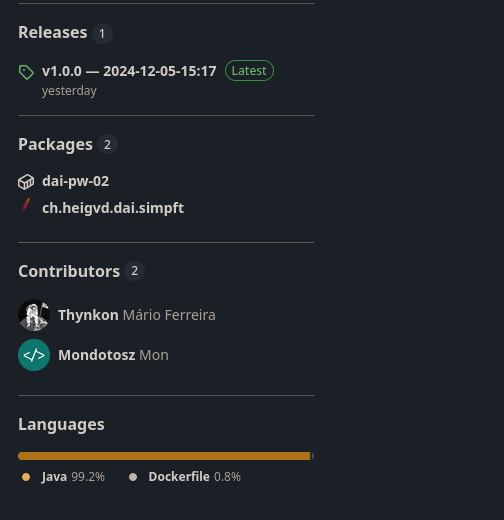 Releases 1
v1.0.0 — 2024-12-05-15:17 Latest
yesterday
Packages 2
dai-pw-02
ch.heigvd.dai.simpft
Contributors 2
Thynkon Mário Ferreira
</> Mondotosz Mon
Languages
Java 99.2% Dockerfile 0.8%